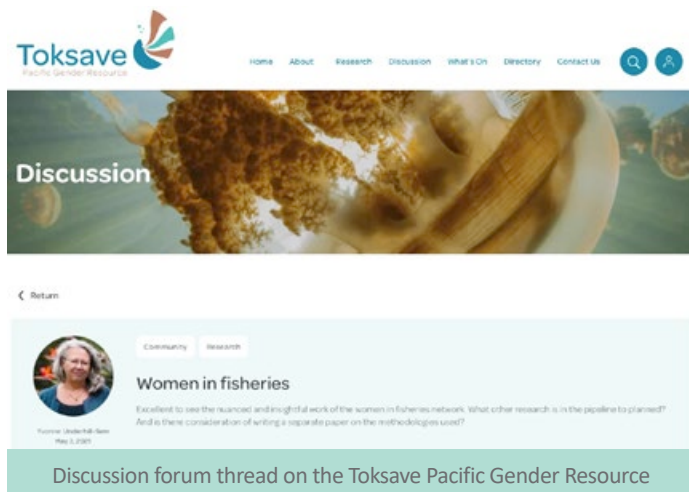 Toksave
Pacific Gender Resource
Home About Research Discussion What's On Directory Contact Us
Discussion
Return
Community Research
Women in fisheries
Excellent to see the nuanced and insightful work of the women in fisheries network. What other research is in the pipeline to planned?
And is there consideration of writing a separate paper on the methodologies used?
Yvonne Underhill-Sem
May 3, 2021
Discussion forum thread on the Toksave Pacific Gender Resource